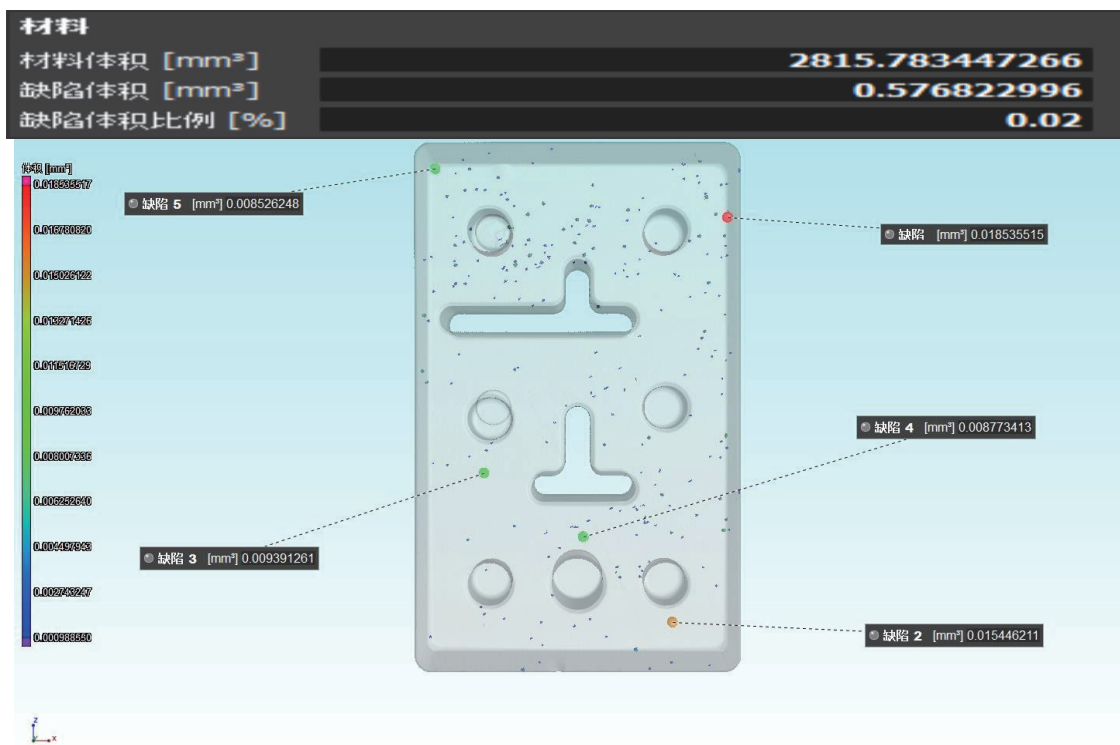 材料
材料体积 [mm³] 2815.783447266
缺陷体积 [mm³] 0.576822996
缺陷体积比例 [%] 0.02
体积 [mm³]
0.018535517
0.016780820
0.015026122
0.013271426
0.011516729
0.009762033
0.008007336
0.006252640
0.004497943
0.002743247
0.000988550
缺陷 5 [mm³] 0.008526248
缺陷 [mm³] 0.018535515
缺陷 4 [mm³] 0.008773413
缺陷 3 [mm³] 0.009391261
缺陷 2 [mm³] 0.015446211
z
x